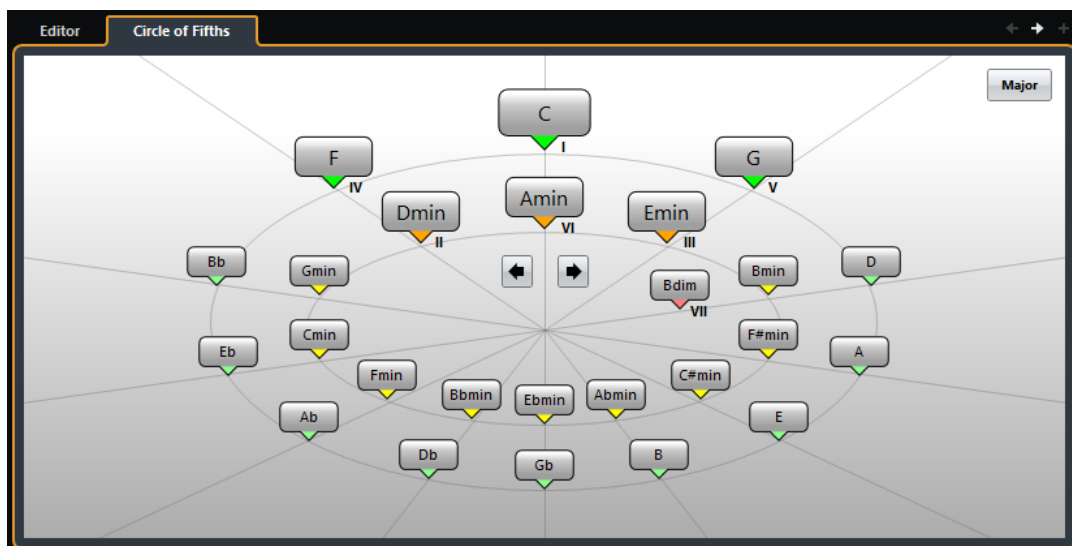 Editor
Circle of Fifths
Major
C
I
F
IV
G
V
Amin
VI
Dmin
II
Emin
III
Bb
Gmin
Bdim
VII
Bmin
D
Eb
Cmin
F#min
A
Fmin
C#min
Bbmin
Ebmin
Abmin
Ab
E
Db
Gb
B